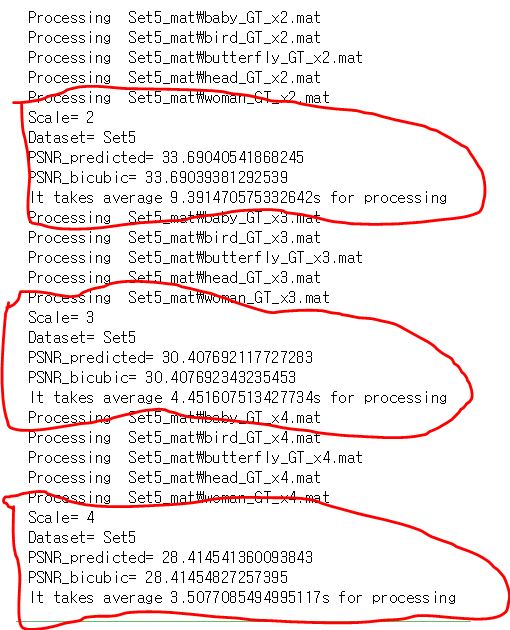 Processing  Set5_mat₩baby_GT_x2.mat
Processing  Set5_mat₩bird_GT_x2.mat
Processing  Set5_mat₩butterfly_GT_x2.mat
Processing  Set5_mat₩head_GT_x2.mat
Processing  Set5_mat₩woman_GT_x2.mat
Scale= 2
Dataset= Set5
PSNR_predicted= 33.69040541868245
PSNR_bicubic= 33.69039381292539
It takes average 9.391470575332642s for processing
Processing  Set5_mat₩baby_GT_x3.mat
Processing  Set5_mat₩bird_GT_x3.mat
Processing  Set5_mat₩butterfly_GT_x3.mat
Processing  Set5_mat₩head_GT_x3.mat
Processing  Set5_mat₩woman_GT_x3.mat
Scale= 3
Dataset= Set5
PSNR_predicted= 30.407692117727283
PSNR_bicubic= 30.407692343235453
It takes average 4.451607513427734s for processing
Processing  Set5_mat₩baby_GT_x4.mat
Processing  Set5_mat₩bird_GT_x4.mat
Processing  Set5_mat₩butterfly_GT_x4.mat
Processing  Set5_mat₩head_GT_x4.mat
Processing  Set5_mat₩woman_GT_x4.mat
Scale= 4
Dataset= Set5
PSNR_predicted= 28.414541360093843
PSNR_bicubic= 28.41454827257395
It takes average 3.5077085494995117s for processing